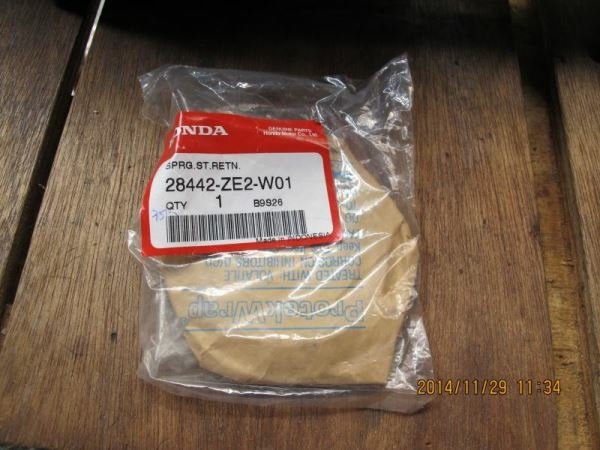 HONDA
GENUINE PARTS
Honda Motor Co., Ltd.
SPRG.ST.RETN.
28442-ZE2-W01
QTY 1 B9S26
Made in INDONESIA
CORROSION INHIBITORS
TREATED WITH VOLATILE
ProtekWrap
2014/11/29 11:34